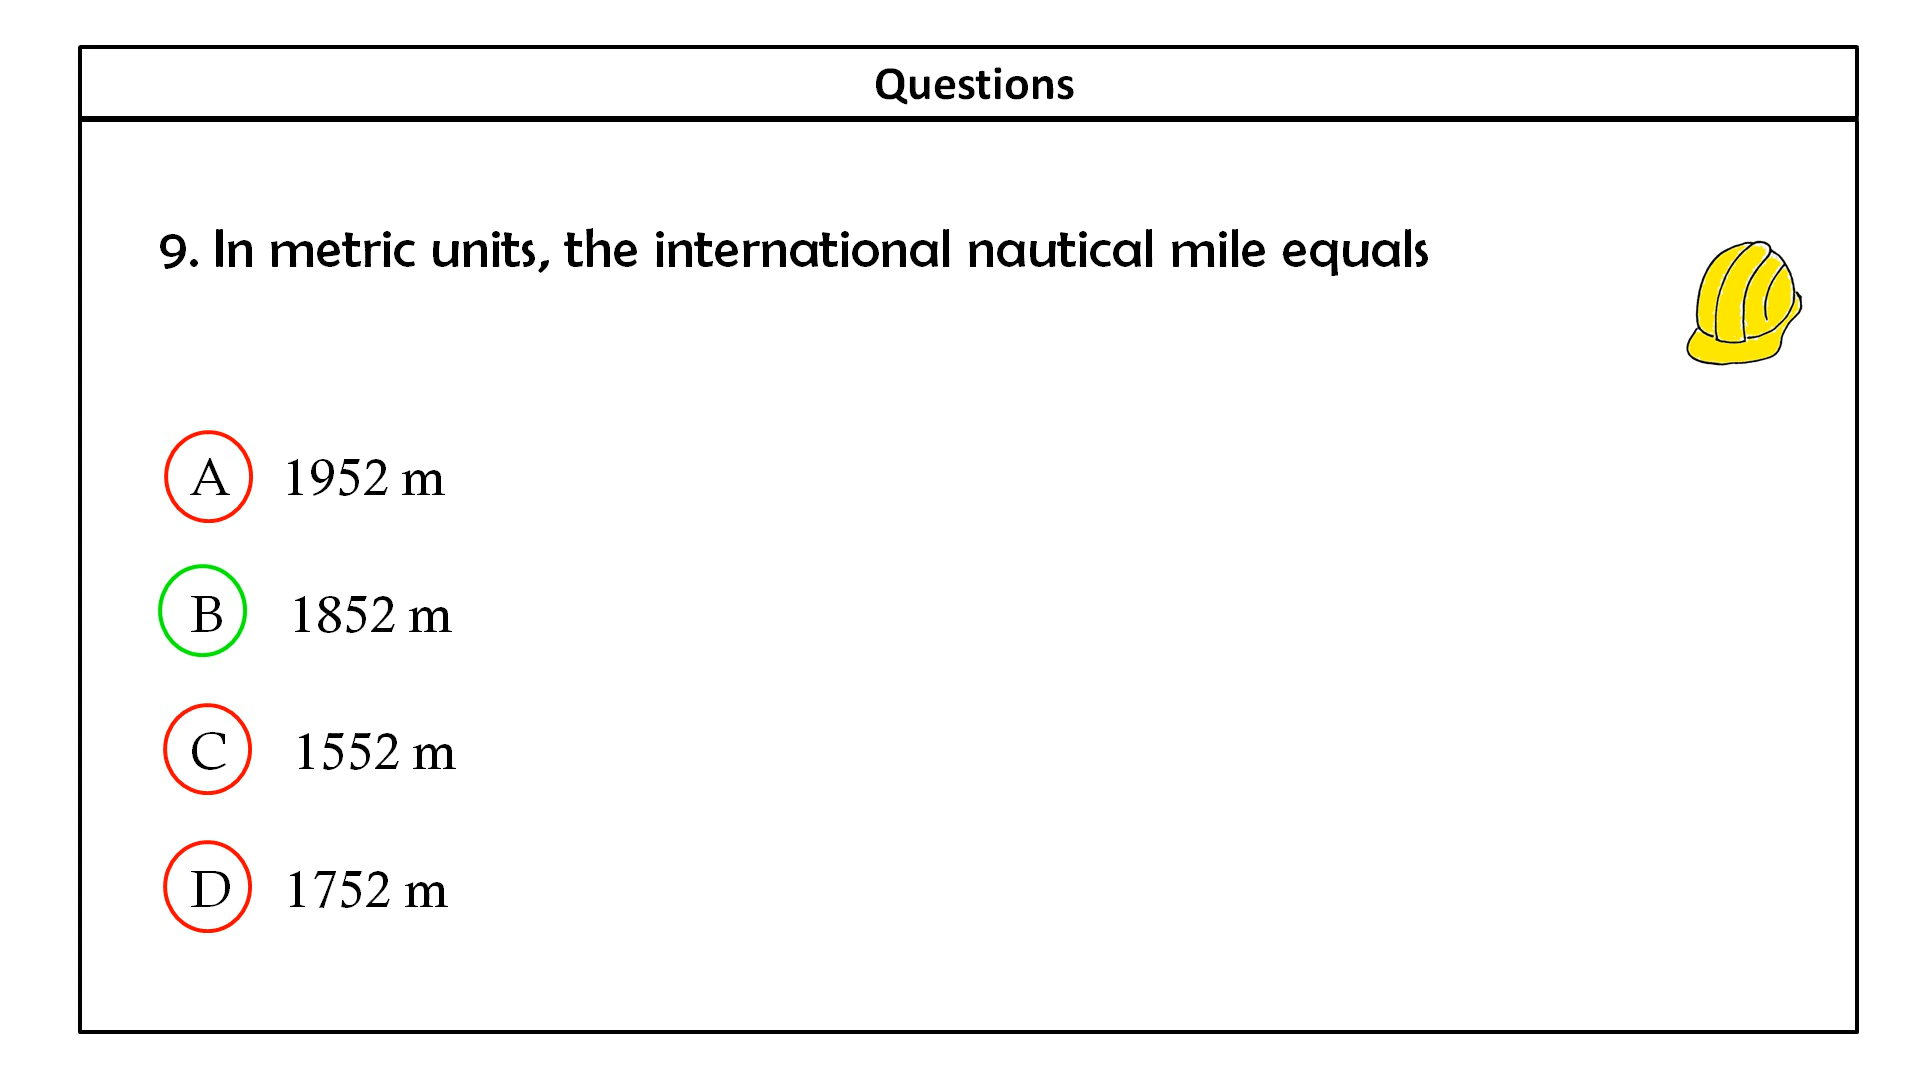 Questions
9. In metric units, the international nautical mile equals
A 1952 m
B 1852 m
C 1552 m
D 1752 m